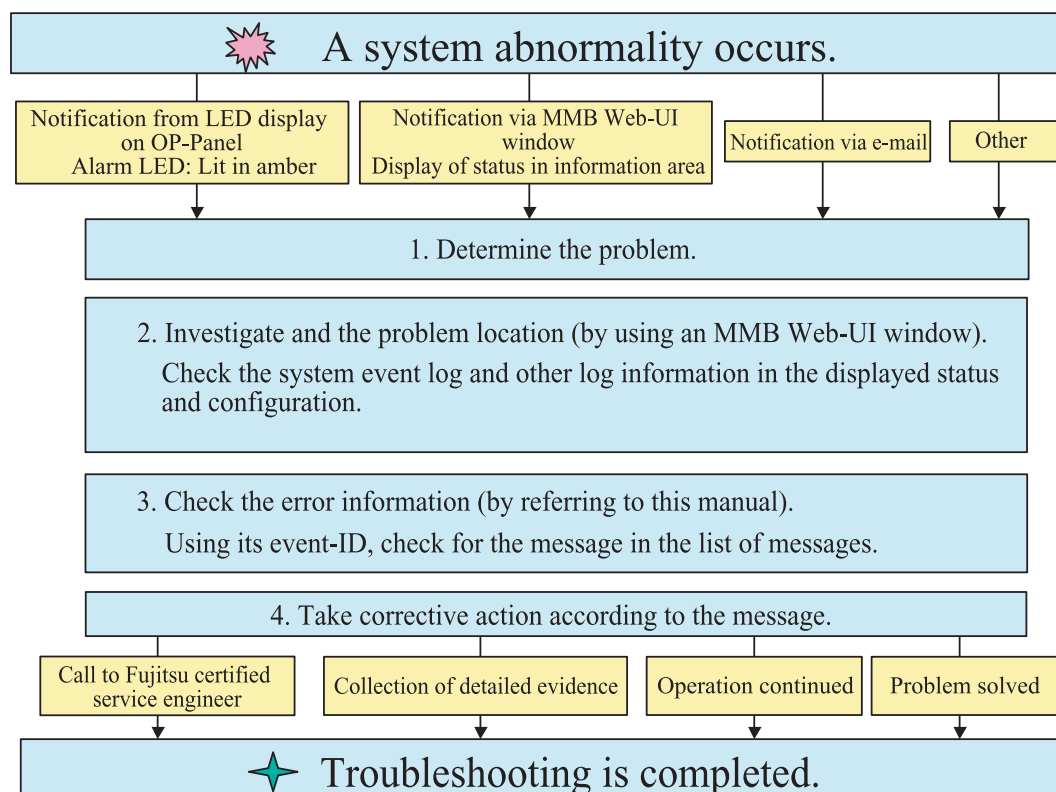 A system abnormality occurs.
Notification from LED display
on OP-Panel
Alarm LED: Lit in amber
Notification via MMB Web-UI
window
Display of status in information area
Notification via e-mail
Other
1. Determine the problem.
2. Investigate and the problem location (by using an MMB Web-UI window).
Check the system event log and other log information in the displayed status
and configuration.
3. Check the error information (by referring to this manual).
Using its event-ID, check for the message in the list of messages.
4. Take corrective action according to the message.
Call to Fujitsu certified
service engineer
Collection of detailed evidence
Operation continued
Problem solved
Troubleshooting is completed.